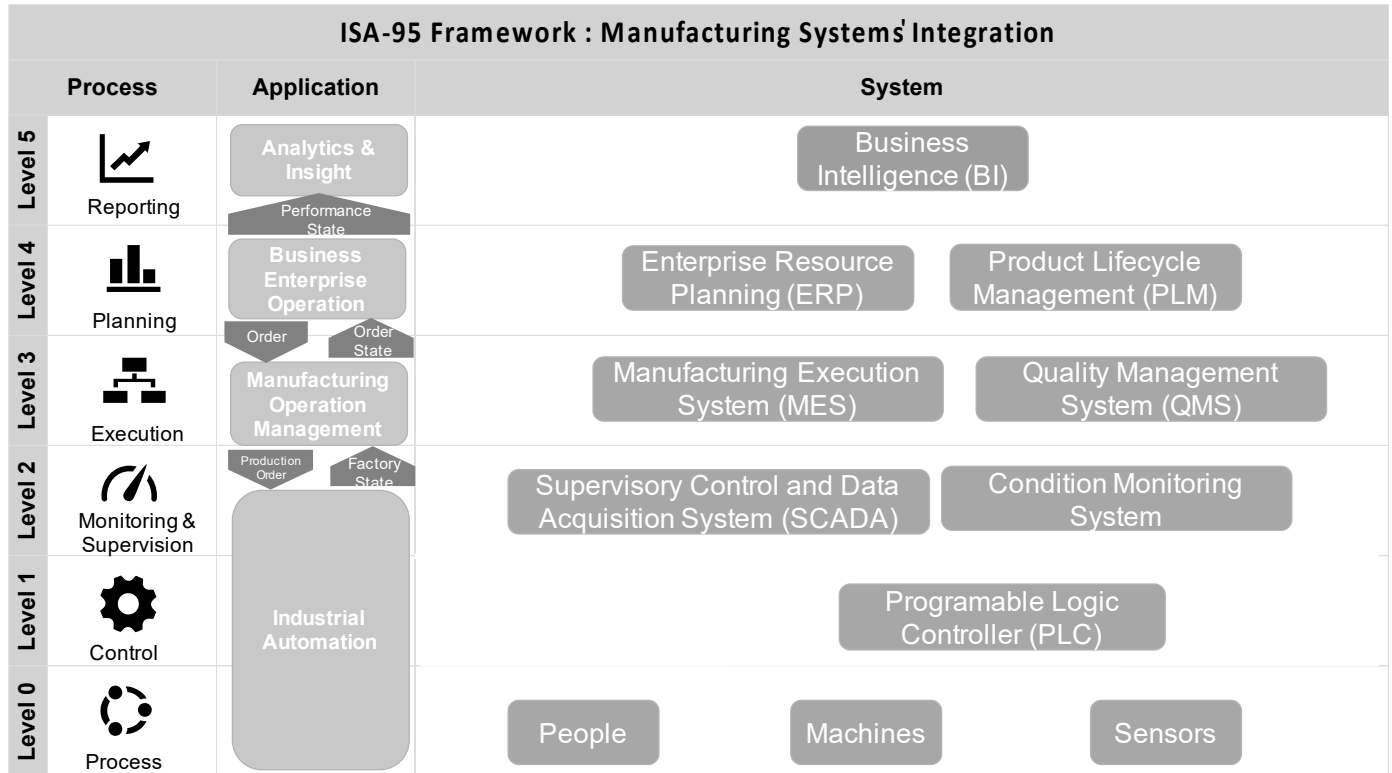 ISA-95 Framework : Manufacturing Systems' Integration
Process
Application
System
Level 5
Reporting
Analytics &
Insight
Business
Intelligence (BI)
Performance
State
Level 4
Planning
Business
Enterprise
Operation
Enterprise Resource
Planning (ERP)
Product Lifecycle
Management (PLM)
Order
Order
State
Level 3
Execution
Manufacturing
Operation
Management
Manufacturing Execution
System (MES)
Quality Management
System (QMS)
Production
Order
Factory
State
Level 2
Monitoring &
Supervision
Supervisory Control and Data
Acquisition System (SCADA)
Condition Monitoring
System
Level 1
Control
Industrial
Automation
Programable Logic
Controller (PLC)
Level 0
Process
People
Machines
Sensors